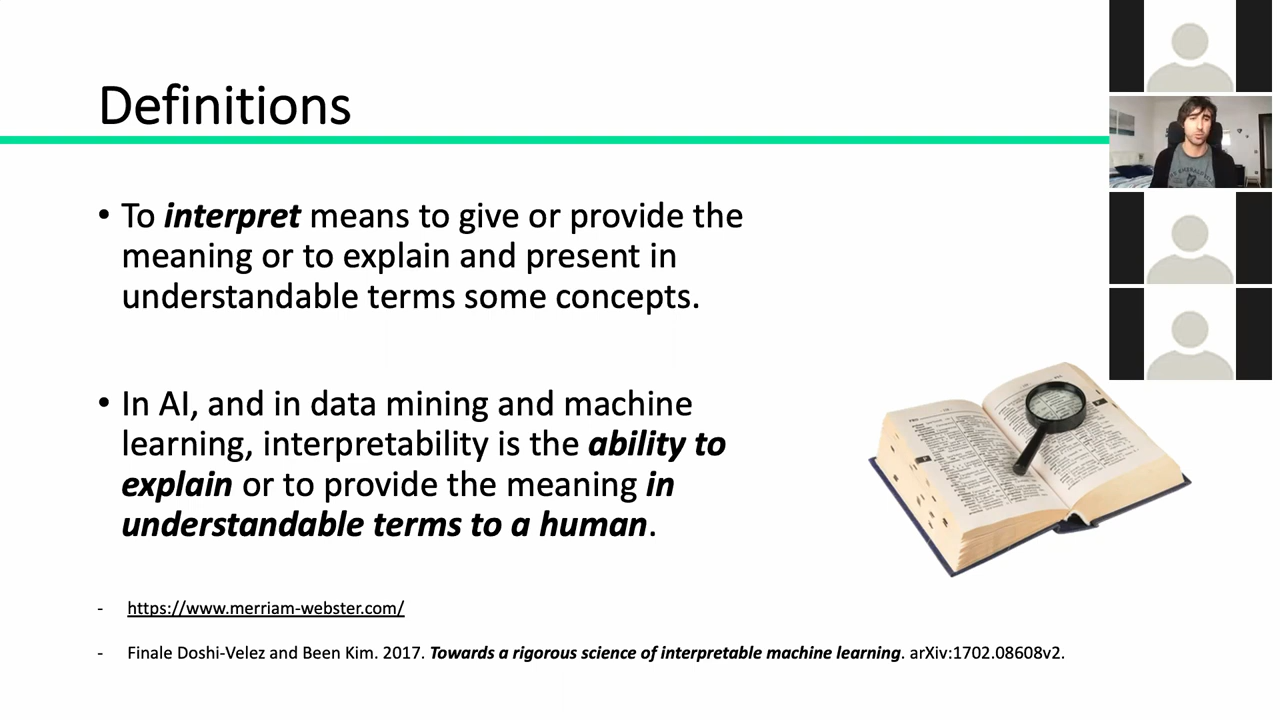 Definitions
• To interpret means to give or provide the
meaning or to explain and present in
understandable terms some concepts.
• In AI, and in data mining and machine
learning, interpretability is the ability to
explain or to provide the meaning in
understandable terms to a human.
- https://www.merriam-webster.com/
- Finale Doshi-Velez and Been Kim. 2017. Towards a rigorous science of interpretable machine learning. arXiv:1702.08608v2.